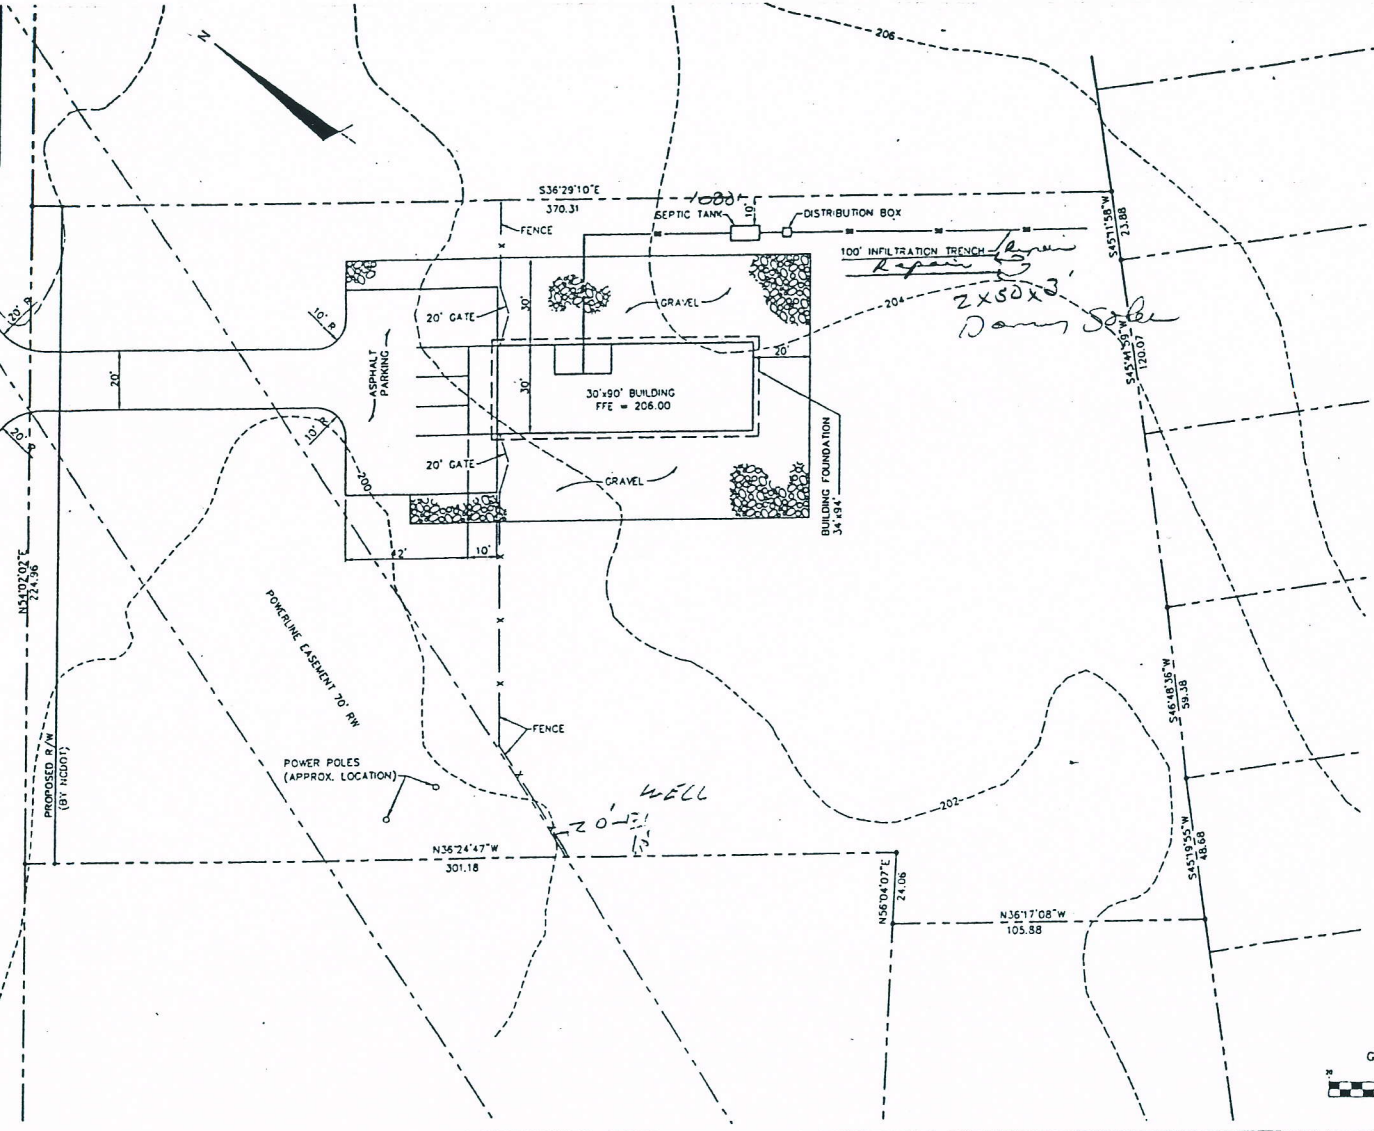 N
206
S36°29'10"E
370.31
1000
10'
SEPTIC TANK
DISTRIBUTION BOX
FENCE
100' INFILTRATION TRENCH
Repair
Repair
2x50x3'
204
S45°11'58"W
23.88
S45°41'59"W
120.07
20' R
10' R
20' GATE
30'
GRAVEL
ASPHALT
PARKING
20'
30'
20'
30'x90' BUILDING
FFE = 206.00
20' R
10' R
200
20' GATE
GRAVEL
BUILDING FOUNDATION
34'x94'
42'
10'
N54°02'02"E
224.96
POWERLINE EASEMENT 70' RW
S46°48'36"W
59.38
FENCE
PROPOSED R/W
(BY NCDOT)
POWER POLES
(APPROX. LOCATION)
WELL
20'
202
N36°24'47"W
301.18
S45°19'55"W
48.68
N56°04'07"E
24.06
N36°17'08"W
105.88
G